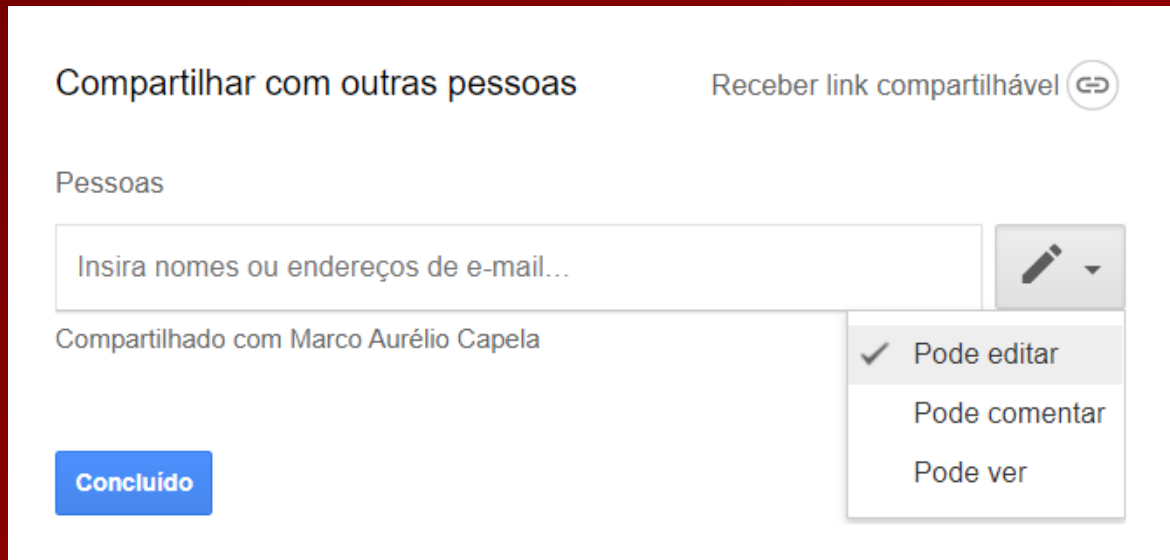 Compartilhar com outras pessoas
Receber link compartilhável
Pessoas
Insira nomes ou endereços de e-mail...
Compartilhado com Marco Aurélio Capela
Pode editar
Pode comentar
Pode ver
Concluído